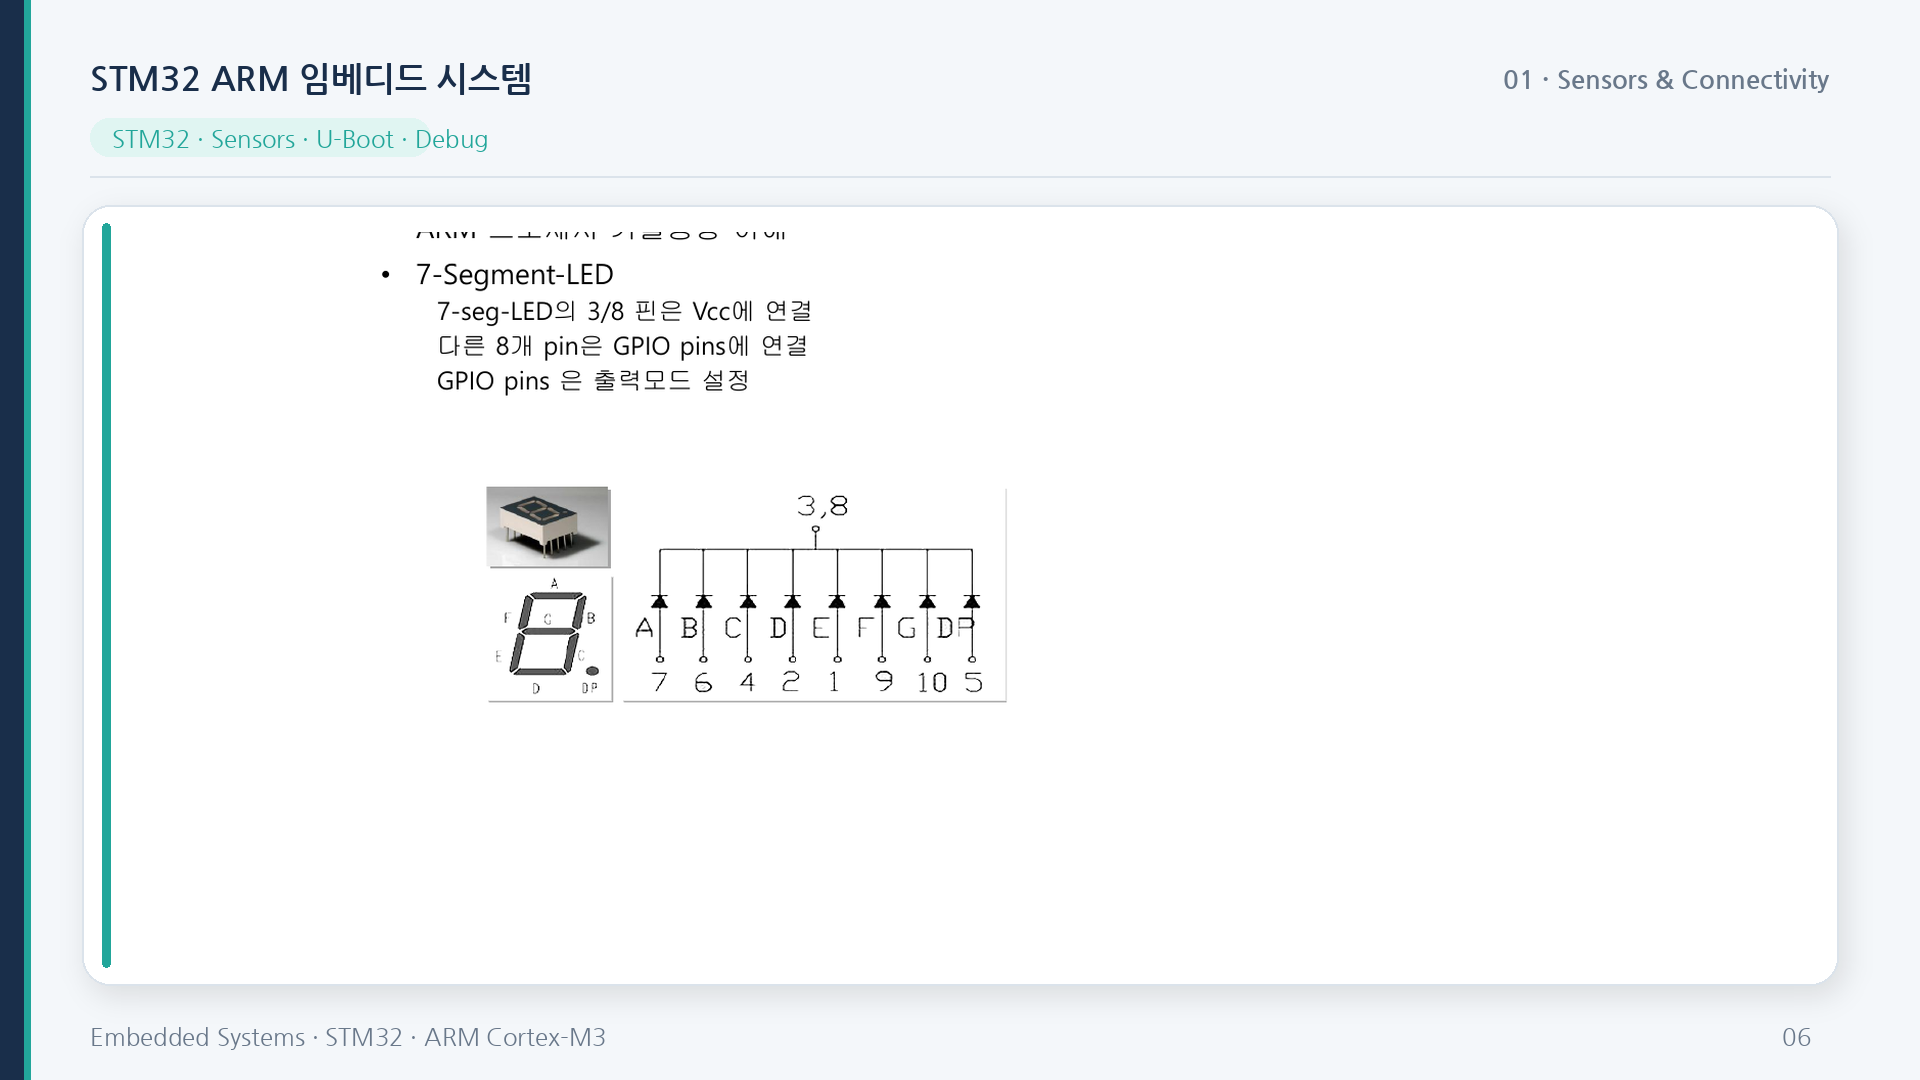 STM32 ARM 임베디드 시스템
01 · Sensors & Connectivity
STM32 · Sensors · U-Boot · Debug
• 7-Segment-LED
7-seg-LED의 3/8 핀은 Vcc에 연결
다른 8개 pin은 GPIO pins에 연결
GPIO pins 은 출력모드 설정
3,8
A B C D E F G DP
7 6 4 2 1 9 10 5
A
F G B
E C
D DP
Embedded Systems · STM32 · ARM Cortex-M3
06